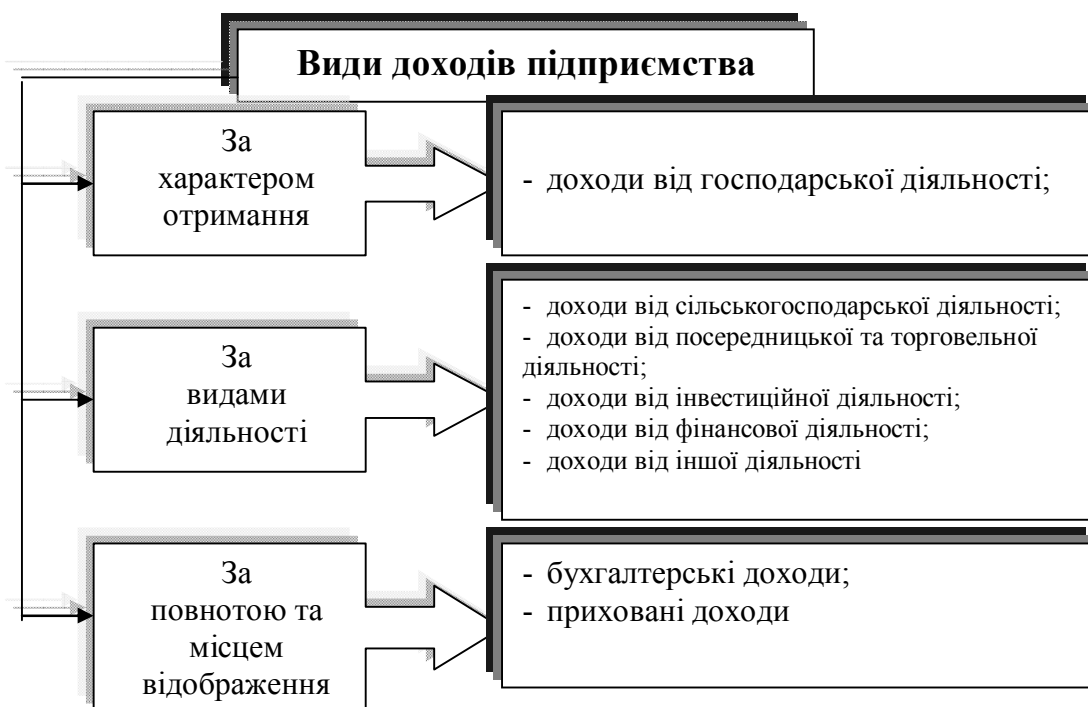 Види доходів підприємства
За
характером
отримання
- доходи від господарської діяльності;
За
видами
діяльності
- доходи від сільськогосподарської діяльності;
- доходи від посередницької та торговельної
діяльності;
- доходи від інвестиційної діяльності;
- доходи від фінансової діяльності;
- доходи від іншої діяльності
За
повнотою та
місцем
відображення
- бухгалтерські доходи;
- приховані доходи